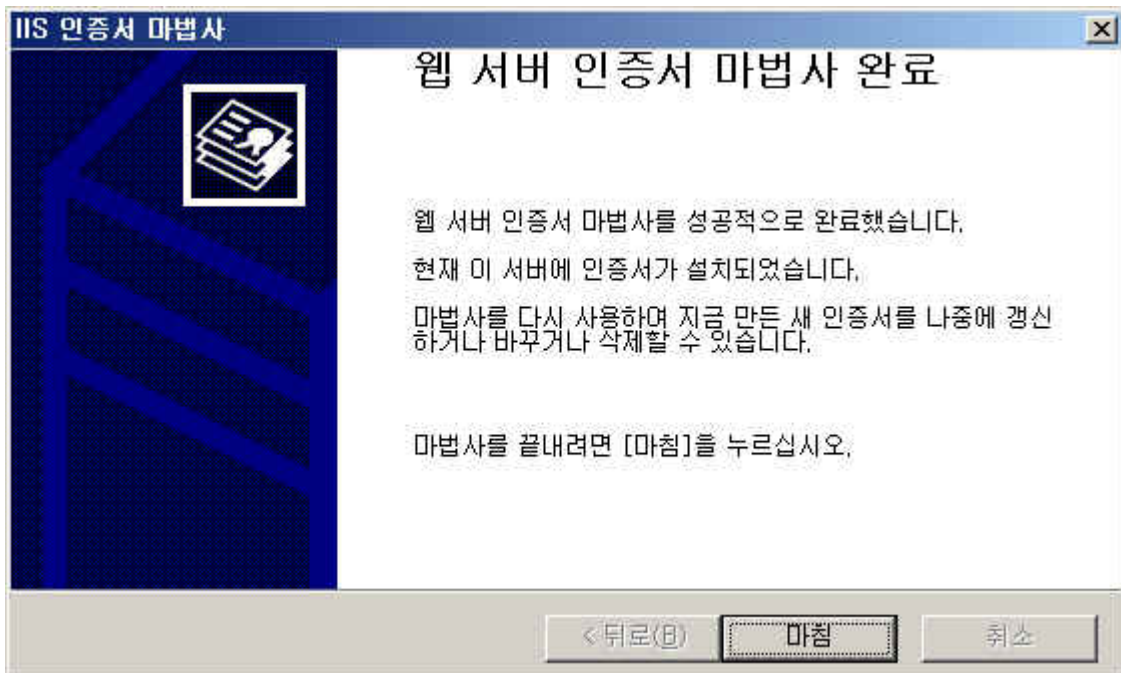 IIS 인증서 마법사
웹 서버 인증서 마법사 완료
웹 서버 인증서 마법사를 성공적으로 완료했습니다.
현재 이 서버에 인증서가 설치되었습니다.
마법사를 다시 사용하여 지금 만든 새 인증서를 나중에 갱신
하거나 바꾸거나 삭제할 수 있습니다.
마법사를 끝내려면 [마침]을 누르십시오.
< 뒤로(B) 마침 취소